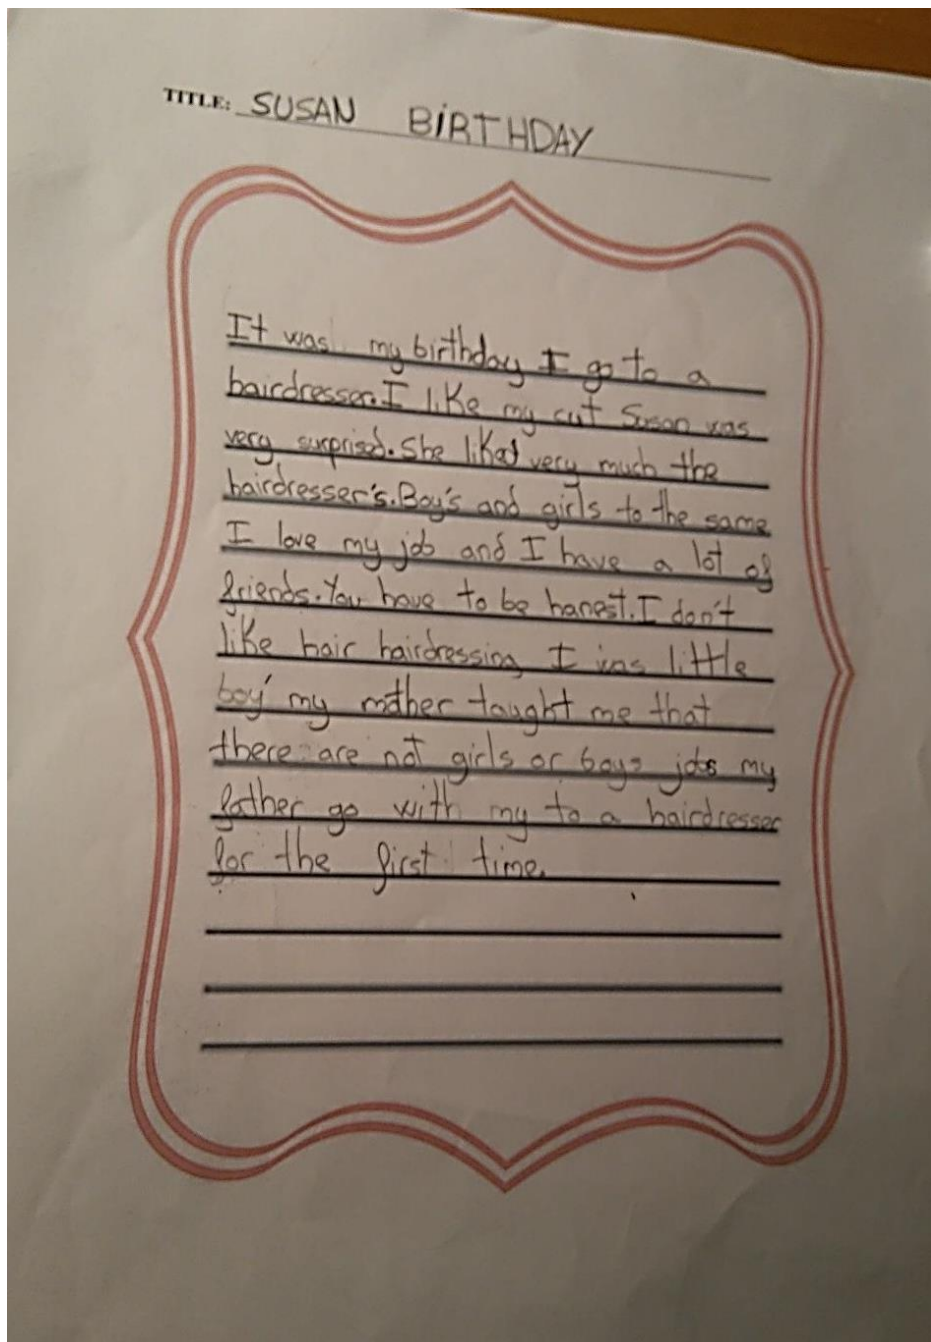 TITLE: SUSAN BIRTHDAY
It was my birthday I go to a
hairdresser. I like my cut Susan was
very surprised. She liked very much the
hairdresser's. Boy's and girls to the same
I love my job and I have a lot of
friends. You have to be hanest. I don't
like hair hairdressing I was little
boy' my mother taught me that
there are not girls or boys jobs my
father go with my to a hairdresser
for the first time.